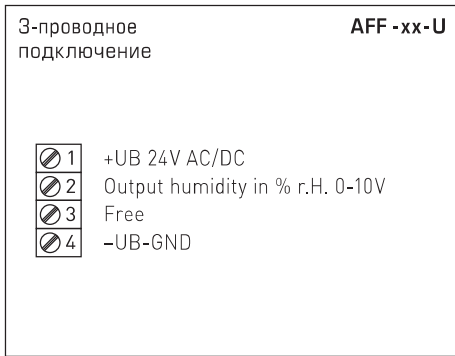 3-проводное AFF -xx-U
подключение
1 +UB 24V AC/DC
2 Output humidity in % r.H. 0-10V
3 Free
4 –UB-GND